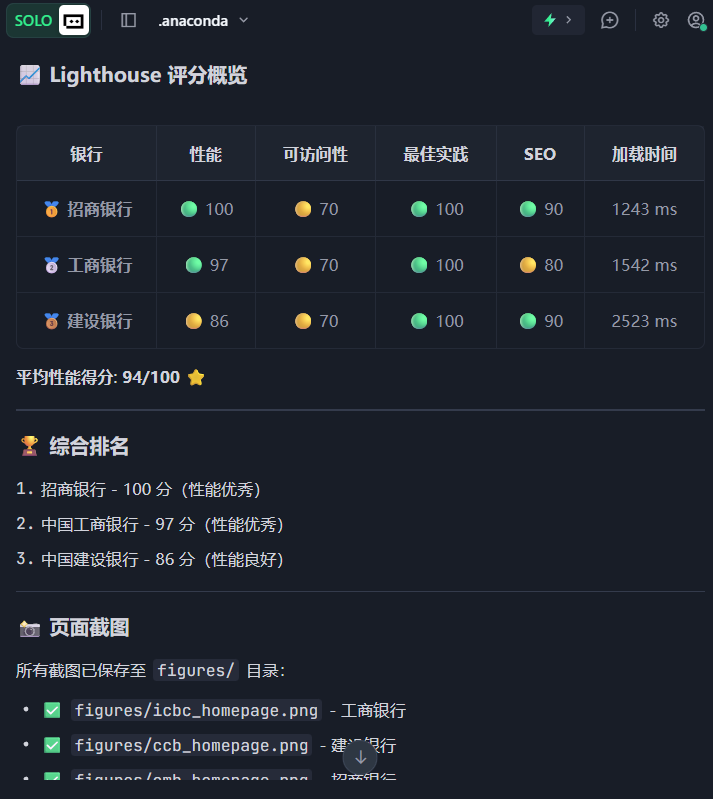 SOLO .anaconda
Lighthouse 评分概览
银行 性能 可访问性 最佳实践 SEO 加载时间
招商银行 100 70 100 90 1243 ms
工商银行 97 70 100 80 1542 ms
建设银行 86 70 100 90 2523 ms
平均性能得分: 94/100
综合排名
1. 招商银行 - 100 分（性能优秀）
2. 中国工商银行 - 97 分（性能优秀）
3. 中国建设银行 - 86 分（性能良好）
页面截图
所有截图已保存至 figures/ 目录：
figures/icbc_homepage.png - 工商银行
figures/ccb_homepage.png - 建设银行
figures/cmb_homepage.png - 招商银行